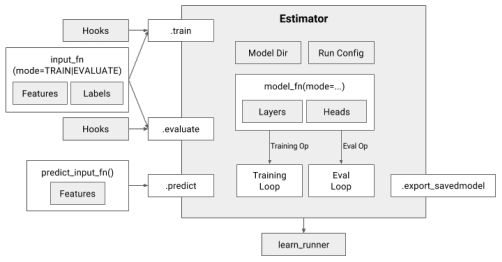 Estimator
Hooks
.train
input_fn
(mode=TRAIN|EVALUATE)
Features
Labels
Model Dir
Run Config
model_fn(mode=...)
Layers
Heads
Hooks
.evaluate
Training Op
Eval Op
predict_input_fn()
Features
.predict
Training
Loop
Eval
Loop
.export_savedmodel
learn_runner